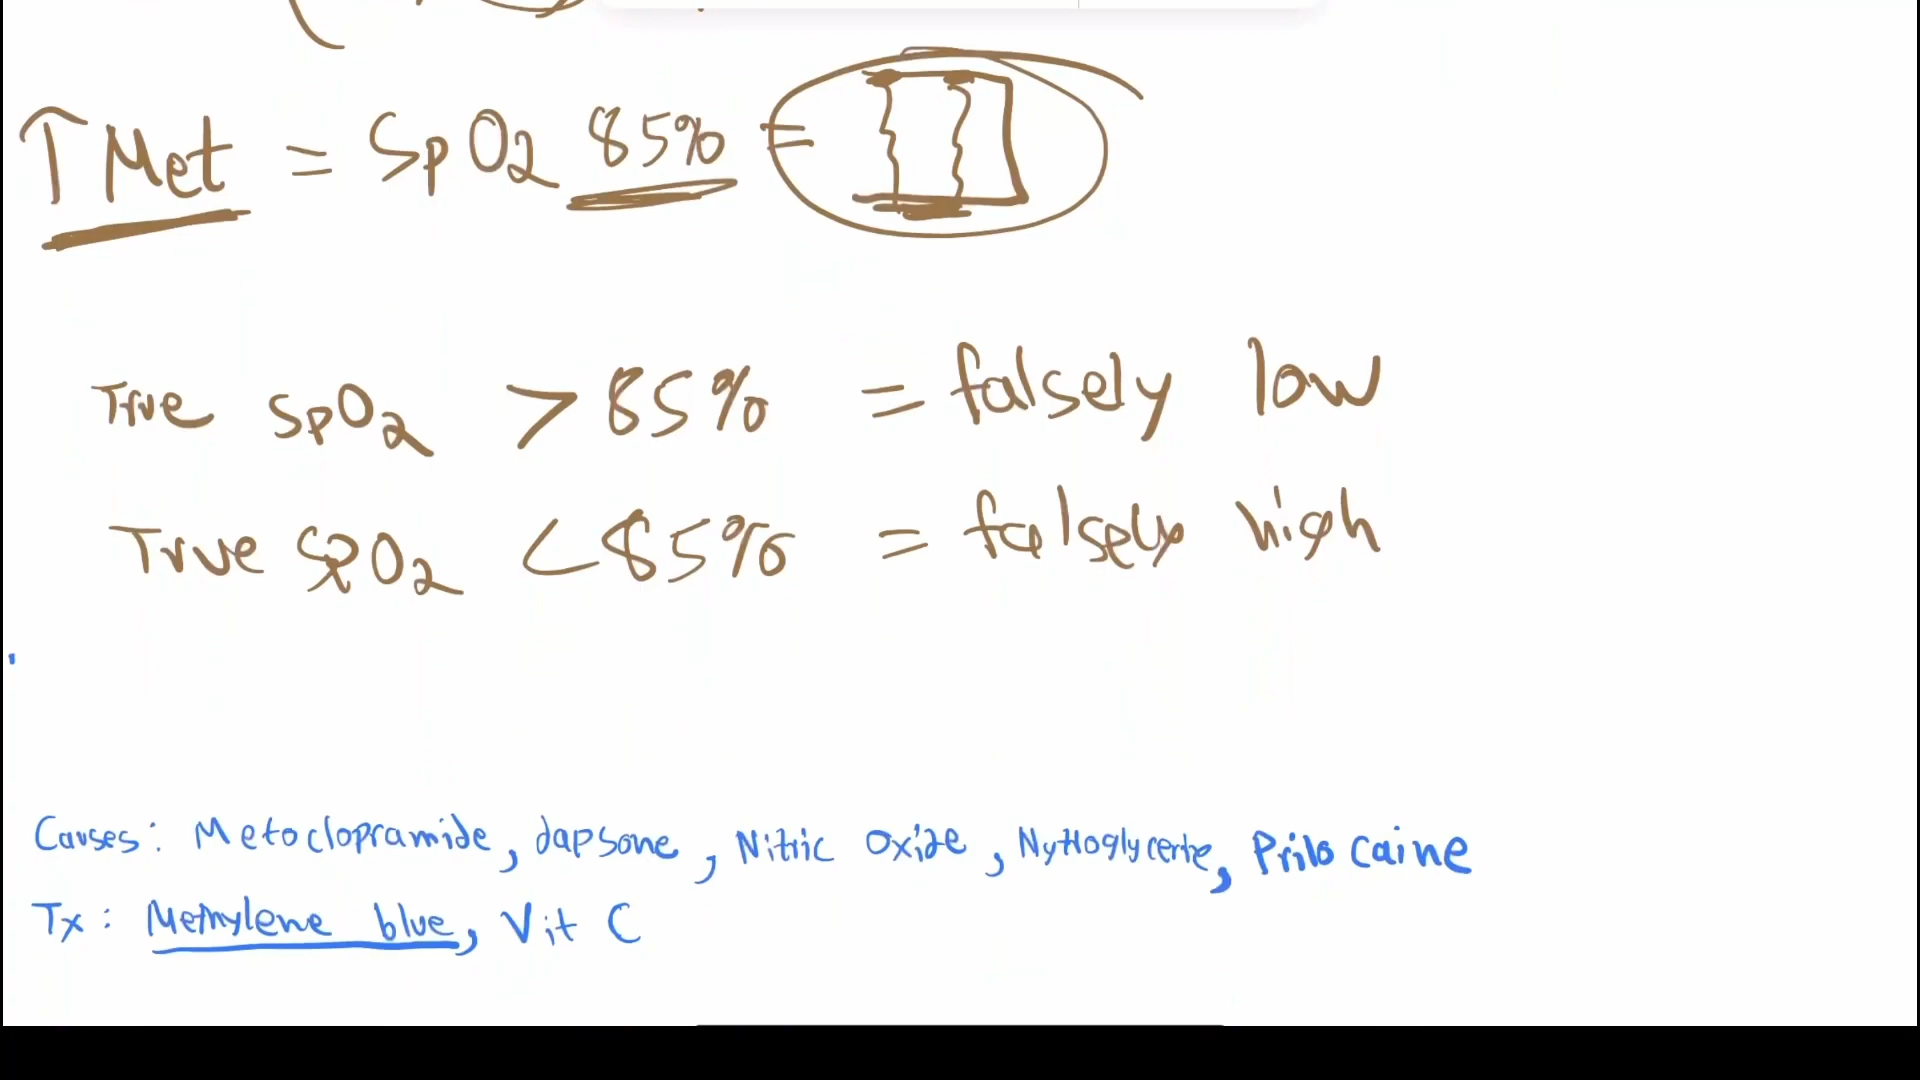 ↑ Met = SpO2 85% =
True SpO2 > 85% = falsely low
True SpO2 < 85% = falsely high
Causes: Metoclopramide, dapsone, Nitric Oxide,
Prilocaine
Tx: Methylene blue, Vit C